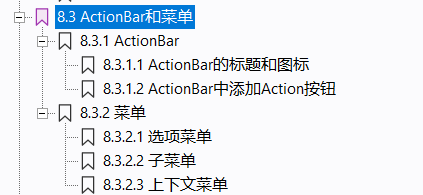 8.3 ActionBar和菜单
8.3.1 ActionBar
8.3.1.1 ActionBar的标题和图标
8.3.1.2 ActionBar中添加Action按钮
8.3.2 菜单
8.3.2.1 选项菜单
8.3.2.2 子菜单
8.3.2.3 上下文菜单